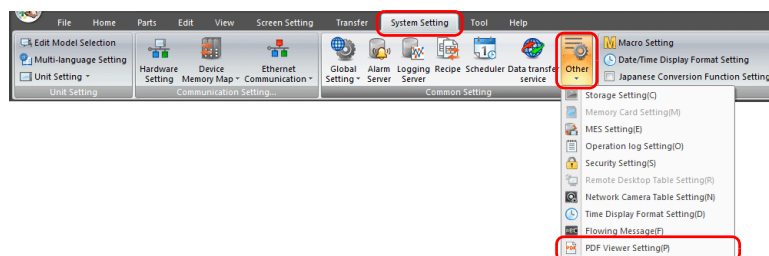 File Home Parts Edit View Screen Setting Transfer System Setting Tool Help
Edit Model Selection
Multi-language Setting
Unit Setting
Unit Setting
Hardware Setting
Device Memory Map
Ethernet Communication
Communication Setting...
Global Setting
Alarm Server
Logging Server
Recipe
Scheduler
Data transfer service
Other
Common Setting
Macro Setting
Date/Time Display Format Setting
Japanese Conversion Function Setting
Storage Setting(C)
Memory Card Setting(M)
MES Setting(E)
Operation log Setting(O)
Security Setting(S)
Remote Desktop Table Setting(R)
Network Camera Table Setting(N)
Time Display Format Setting(D)
Flowing Message(F)
PDF Viewer Setting(P)